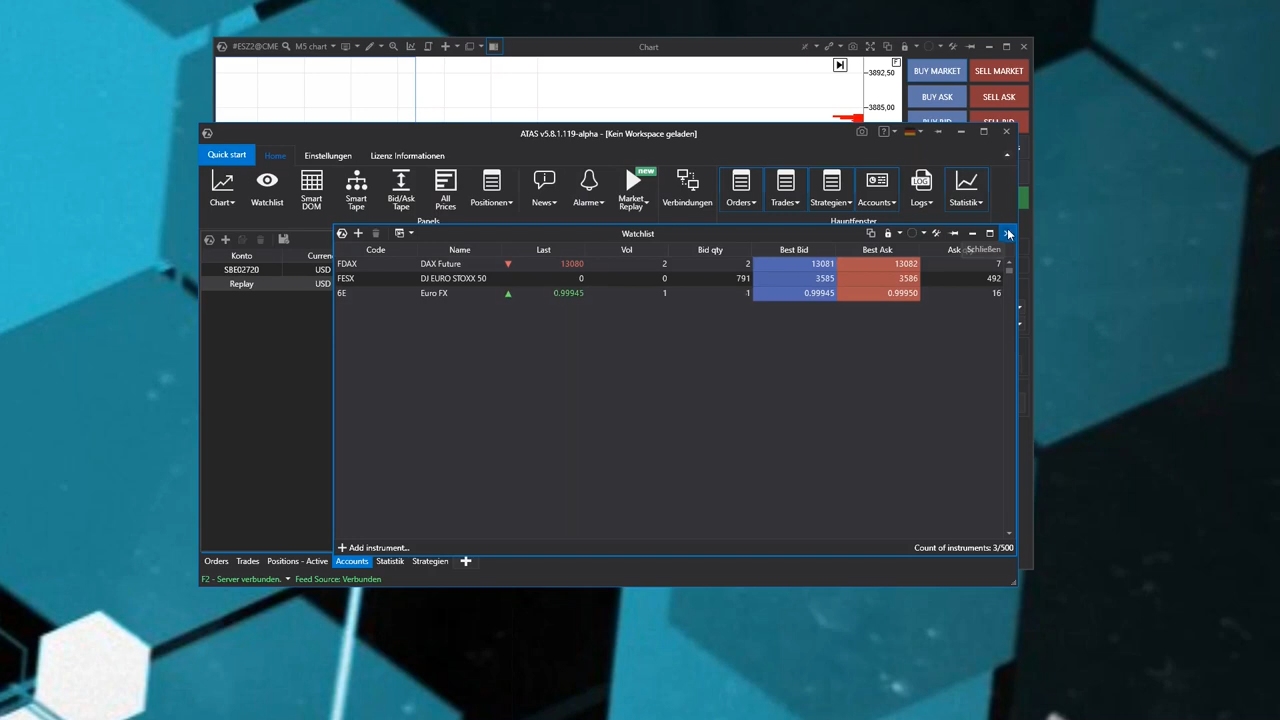 #ESZ2@CME M5 chart Chart
3892,50 F
BUY MARKET SELL MARKET
BUY ASK SELL ASK
3885,00
ATAS v5.8.1.119-alpha - [Kein Workspace geladen]
Quick start Home Einstellungen Lizenz Informationen
new
Chart Watchlist Smart DOM Smart Tape Bid/Ask Tape All Prices Positionen News Alarme Market Replay Verbindungen Orders Trades Strategien Accounts Logs Statistik
LOG
Panels Hauptfenster
Watchlist
Konto
SBE02720 USD
Replay USD
Code Name Last Vol Bid qty Best Bid Best Ask Schließen
FDAX DAX Future 13080 2 2 13081 13082 7
FESX DJ EURO STOXX 50 0 0 791 3585 3586 492
6E Euro FX 0.99945 1 1 0.99945 0.99950 16
Add instrument... Count of instruments: 3/500
Orders Trades Positions - Active Accounts Statistik Strategien
F2 - Server verbunden. Feed Source: Verbunden